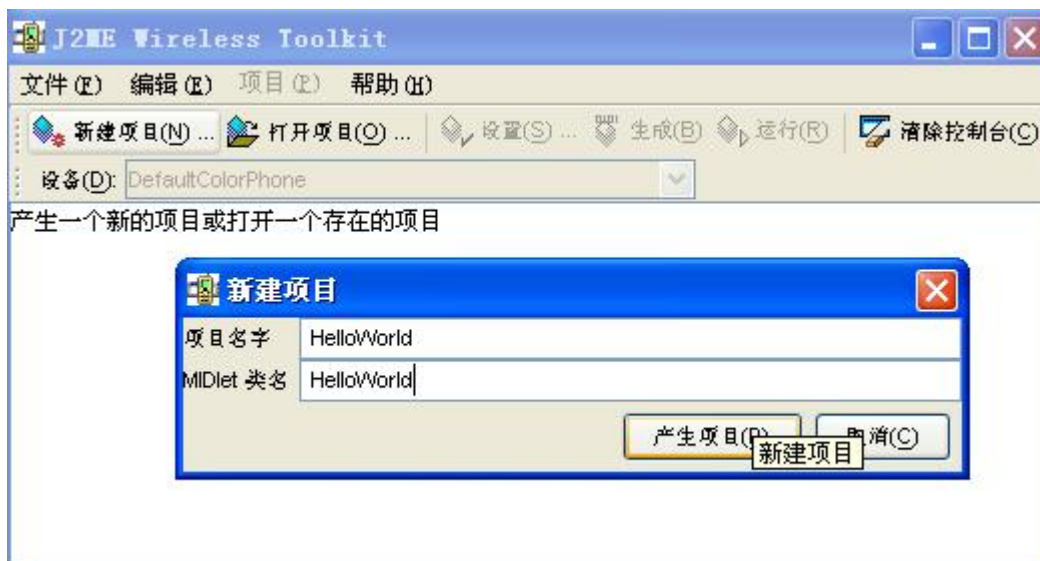 J2ME Wireless Toolkit
文件(F) 编辑(E) 项目(P) 帮助(H)
新建项目(N) ... 打开项目(O) ... 设置(S) ... 生成(B) 运行(R) 清除控制台(C)
设备(D): DefaultColorPhone
产生一个新的项目或打开一个存在的项目
新建项目
项目名字 HelloWorld
MIDlet 类名 HelloWorld
产生项目 取消(C)
新建项目